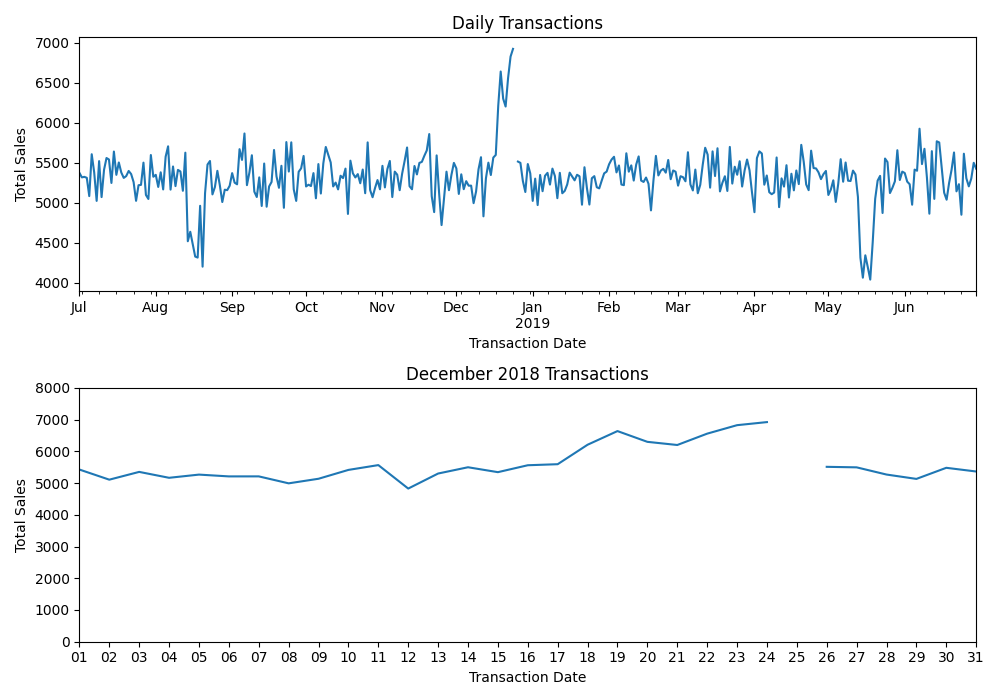 Daily Transactions
7000
6500
6000
5500
5000
4500
4000
Total Sales
Jul Aug Sep Oct Nov Dec Jan Feb Mar Apr May Jun
2019
Transaction Date
December 2018 Transactions
8000
7000
6000
5000
4000
3000
2000
1000
0
Total Sales
01 02 03 04 05 06 07 08 09 10 11 12 13 14 15 16 17 18 19 20 21 22 23 24 25 26 27 28 29 30 31
Transaction Date